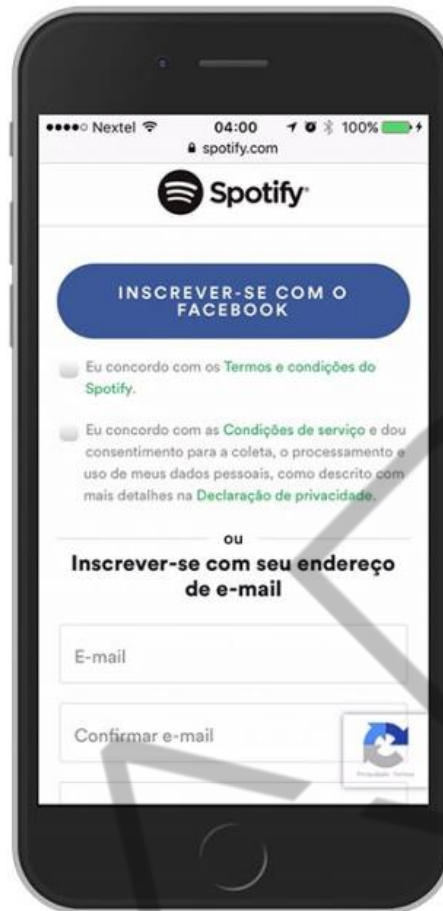 Nextel 04:00 100%
spotify.com
Spotify
INSCREVER-SE COM O
FACEBOOK
Eu concordo com os Termos e condições do
Spotify.
Eu concordo com as Condições de serviço e dou
consentimento para a coleta, o processamento e
uso de meus dados pessoais, como descrito com
mais detalhes na Declaração de privacidade.
ou
Inscrever-se com seu endereço
de e-mail
E-mail
Confirmar e-mail
Privacidade Termos